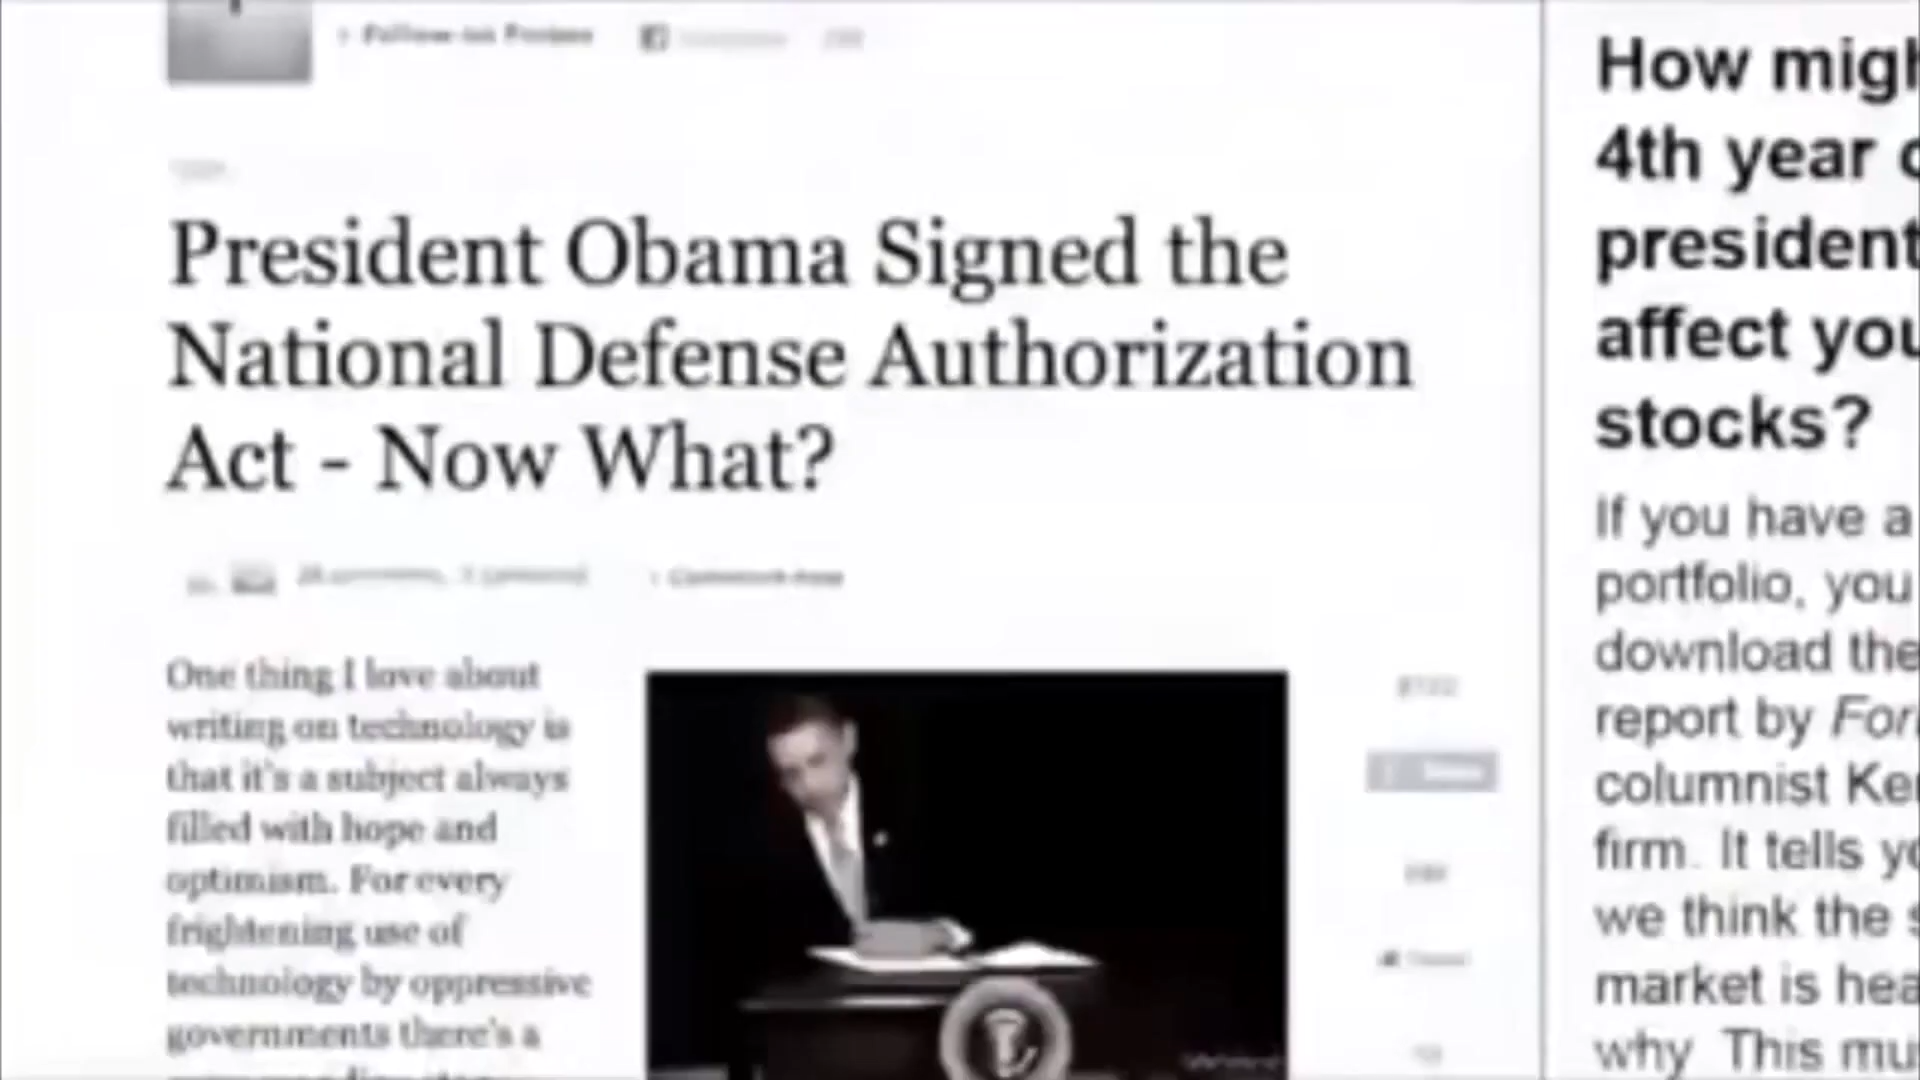 Follow on Forbes
President Obama Signed the
National Defense Authorization
Act - Now What?
One thing I love about
writing on technology is
that it's a subject always
filled with hope and
optimism. For every
frightening use of
technology by oppressive
governments there's a
How migh
4th year o
president
affect you
stocks?
If you have a
portfolio, you
download the
report by For
columnist Ke
firm. It tells yo
we think the s
market is hea
why. This mu